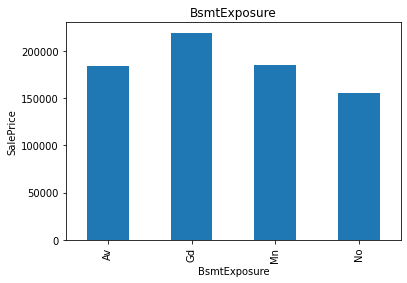 BsmtExposure
200000
150000
100000
50000
0
SalePrice
Av
Gd
Mn
No
BsmtExposure